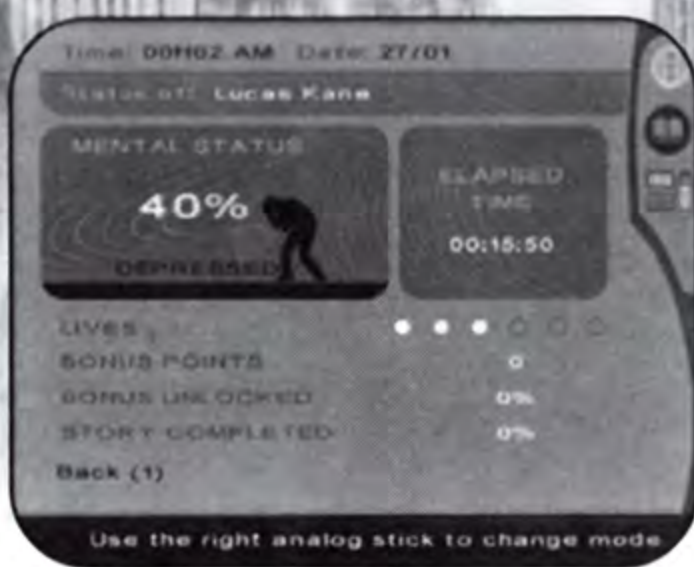 Time: 00H02 AM Date: 27/01
Status of: Lucas Kane
MENTAL STATUS
40%
DEPRESSED
ELAPSED
TIME
00:15:50
LIVES
BONUS POINTS 0
BONUS UNLOCKED 0%
STORY COMPLETED 0%
Back (1)
Use the right analog stick to change mode